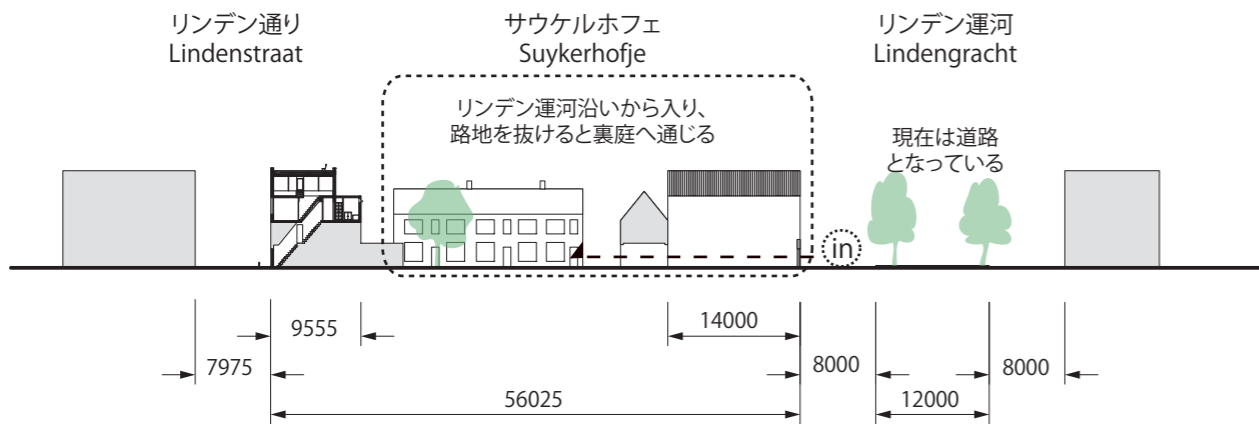 リンデン通り
Lindenstraat
サウケルホフェ
Suykerhofje
リンデン運河
Lindengracht
リンデン運河沿いから入り、
路地を抜けると裏庭へ通じる
現在は道路
となっている
in
9555
14000
7975
8000
8000
56025
12000